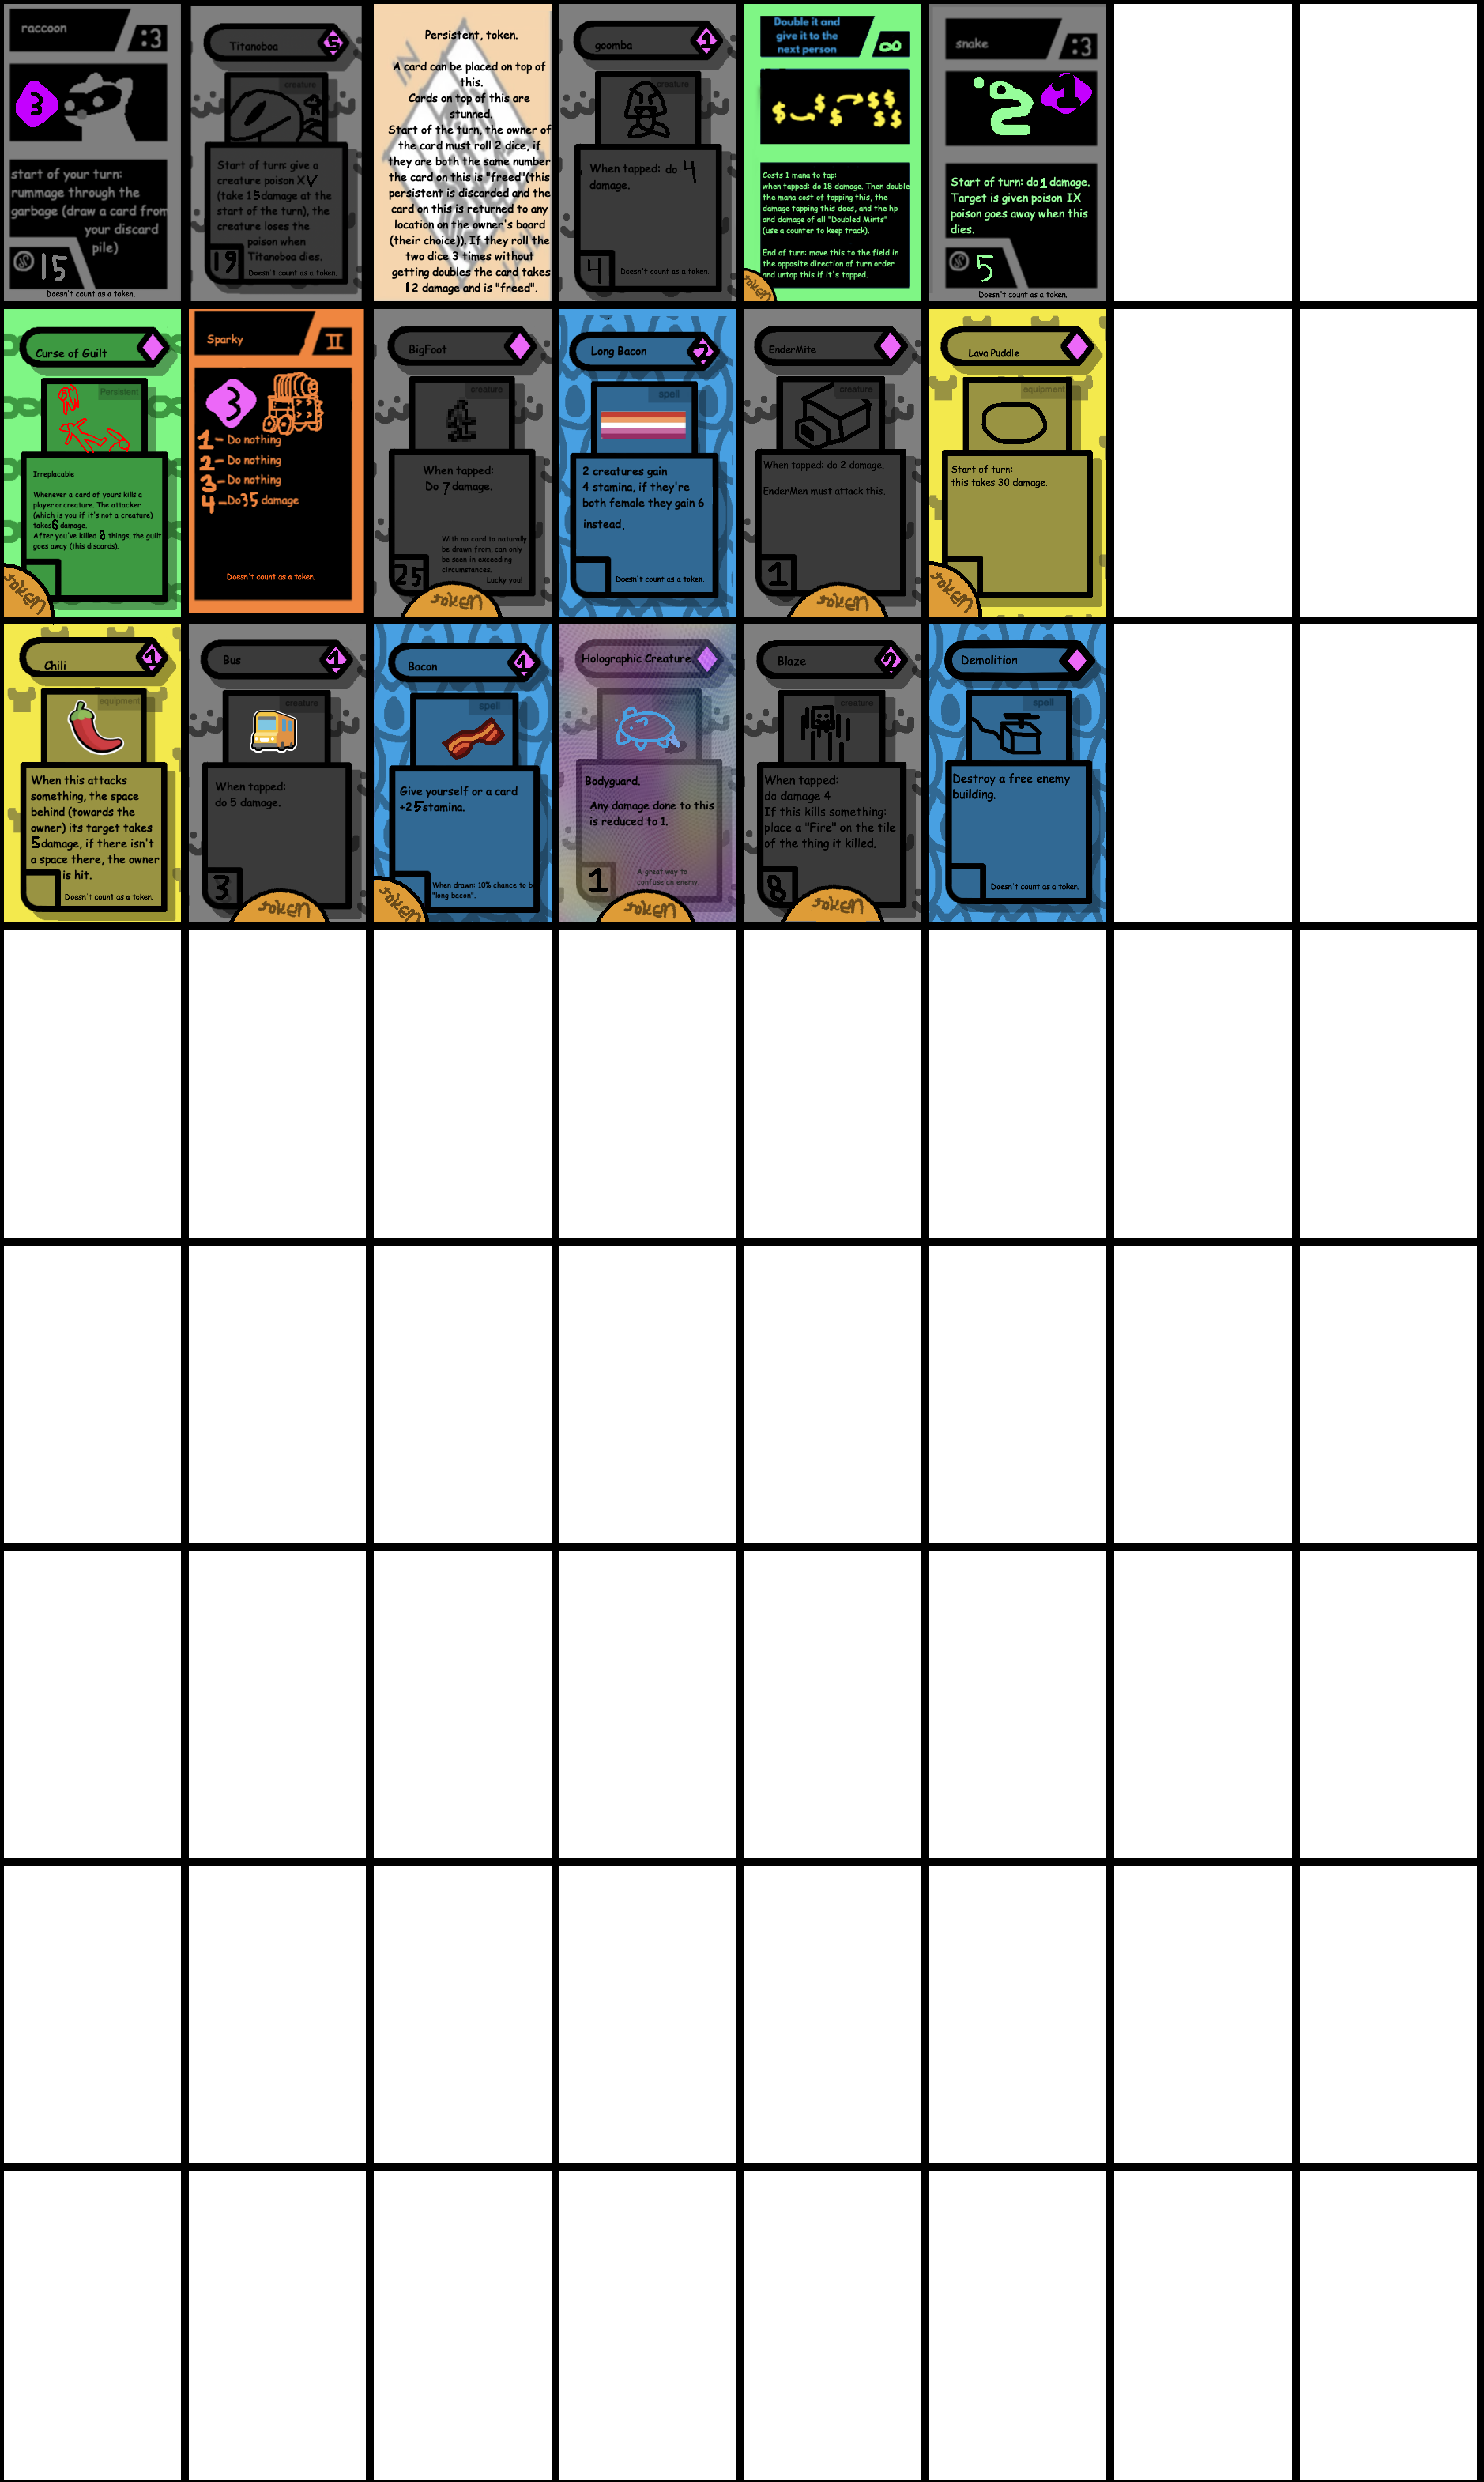 raccoon
:3
3
start of your turn:
rummage through the
garbage (draw a card from
your discard
pile)
15
Doesn't count as a token.
Titanoboa
5
creature
Start of turn: give a
creature poison XV
(take 15 damage at the
start of the turn), the
creature loses the
poison when
Titanoboa dies.
19
Doesn't count as a token.
Persistent, token.
A card can be placed on top of
this.
Cards on top of this are
stunned.
Start of the turn, the owner of
the card must roll 2 dice, if
they are both the same number
the card on this is "freed"(this
persistent is discarded and the
card on this is returned to any
location on the owner's board
(their choice)). If they roll the
two dice 3 times without
getting doubles the card takes
12 damage and is "freed".
goomba
1
creature
When tapped: do 4
damage.
4
Doesn't count as a token.
Double it and
give it to the
next person
∞
$ $ $ $$ $$
Costs 1 mana to tap:
when tapped: do 18 damage. Then double
the mana cost of tapping this, the
damage tapping this does, and the hp
and damage of all "Doubled Mints"
(use a counter to keep track).
End of turn: move this to the field in
the opposite direction of turn order
and untap this if it's tapped.
token
snake
:3
1
Start of turn: do 1 damage.
Target is given poison IX
poison goes away when this
dies.
5
Doesn't count as a token.
Curse of Guilt
Persistent
Irreplacable
Whenever a card of yours kills a
player or creature. The attacker
(which is you if it's not a creature)
takes 6 damage.
After you've killed 8 things, the guilt
goes away (this discards).
token
Sparky
II
3
1- Do nothing
2- Do nothing
3- Do nothing
4- Do 35 damage
Doesn't count as a token.
BigFoot
creature
When tapped:
Do 7 damage.
With no card to naturally
be drawn from, can only
be seen in exceeding
circumstances.
Lucky you!
25
token
Long Bacon
2
spell
2 creatures gain
4 stamina, if they're
both female they gain 6
instead.
Doesn't count as a token.
EnderMite
creature
When tapped: do 2 damage.
EnderMen must attack this.
1
token
Lava Puddle
equipment
Start of turn:
this takes 30 damage.
token
Chili
1
equipment
When this attacks
something, the space
behind (towards the
owner) its target takes
5 damage, if there isn't
a space there, the owner
is hit.
Doesn't count as a token.
Bus
1
creature
When tapped:
do 5 damage.
3
token
Bacon
1
spell
Give yourself or a card
+25 stamina.
When drawn: 10% chance to b
"long bacon".
token
Holographic Creature
Bodyguard.
Any damage done to this
is reduced to 1.
1
A great way to
confuse an enemy.
token
Blaze
2
creature
When tapped:
do damage 4
If this kills something:
place a "Fire" on the tile
of the thing it killed.
8
token
Demolition
spell
Destroy a free enemy
building.
Doesn't count as a token.